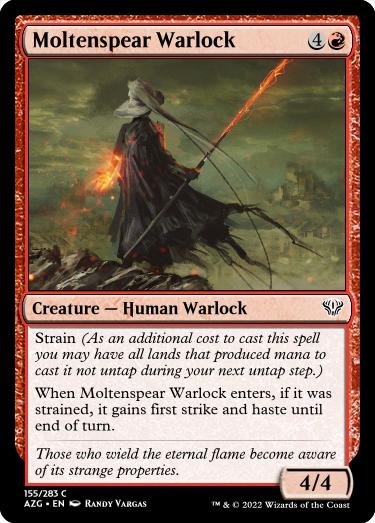 Moltenspear Warlock 4
Creature — Human Warlock
Strain (As an additional cost to cast this spell
you may have all lands that produced mana to
cast it not untap during your next untap step.)
When Moltenspear Warlock enters, if it was
strained, it gains first strike and haste until
end of turn.
Those who wield the eternal flame become aware
of its strange properties.
4/4
155/283 C
AZG • EN Randy Vargas
™ & © 2022 Wizards of the Coast